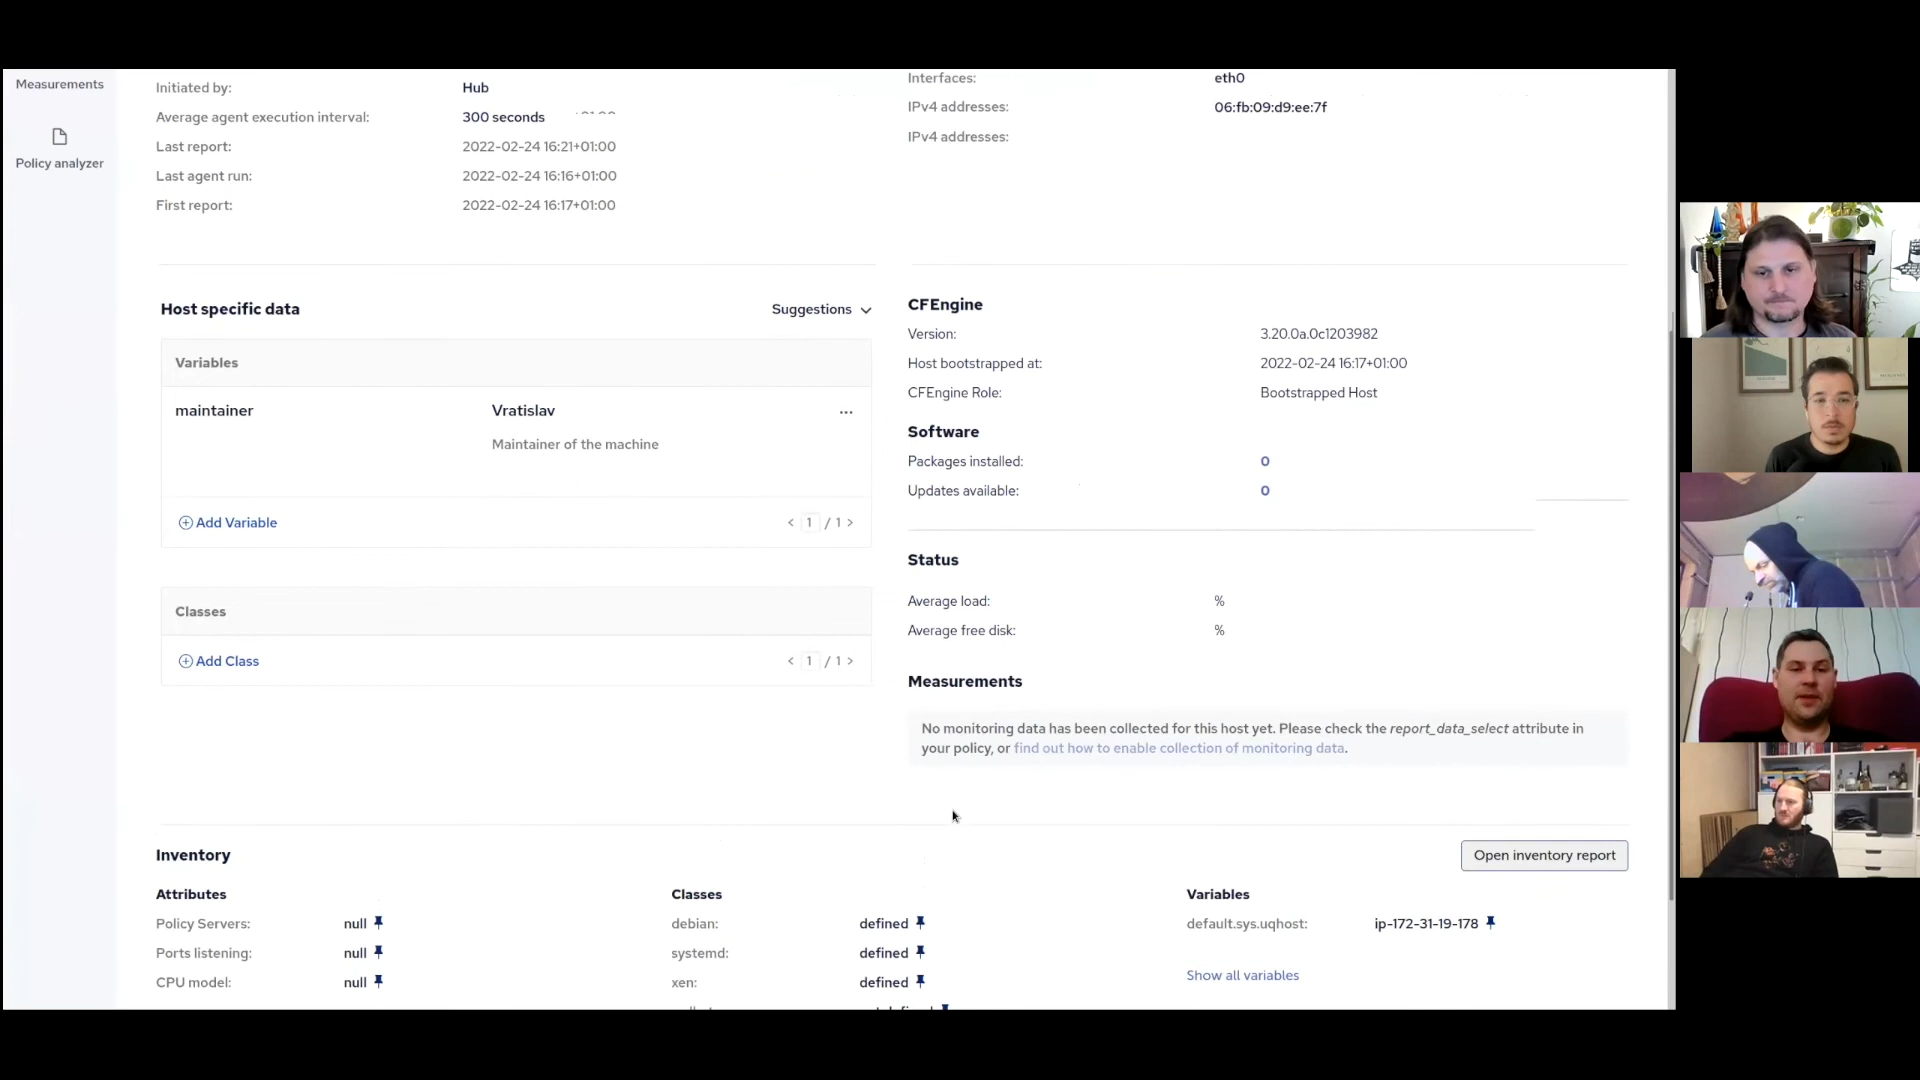 Measurements
Policy analyzer
Initiated by: Hub
Average agent execution interval: 300 seconds
Last report: 2022-02-24 16:21+01:00
Last agent run: 2022-02-24 16:16+01:00
First report: 2022-02-24 16:17+01:00
Interfaces: eth0
IPv4 addresses: 06:fb:09:d9:ee:7f
IPv4 addresses:
Host specific data
Suggestions
Variables
maintainer Vratislav ...
Maintainer of the machine
Add Variable < 1 / 1 >
Classes
Add Class < 1 / 1 >
CFEngine
Version: 3.20.0a.0c1203982
Host bootstrapped at: 2022-02-24 16:17+01:00
CFEngine Role: Bootstrapped Host
Software
Packages installed: 0
Updates available: 0
Status
Average load: %
Average free disk: %
Measurements
No monitoring data has been collected for this host yet. Please check the report_data_select attribute in
your policy, or find out how to enable collection of monitoring data.
Inventory
Open inventory report
Attributes
Policy Servers: null
Ports listening: null
CPU model: null
Classes
debian: defined
systemd: defined
xen: defined
Variables
default.sys.uqhost: ip-172-31-19-178
Show all variables